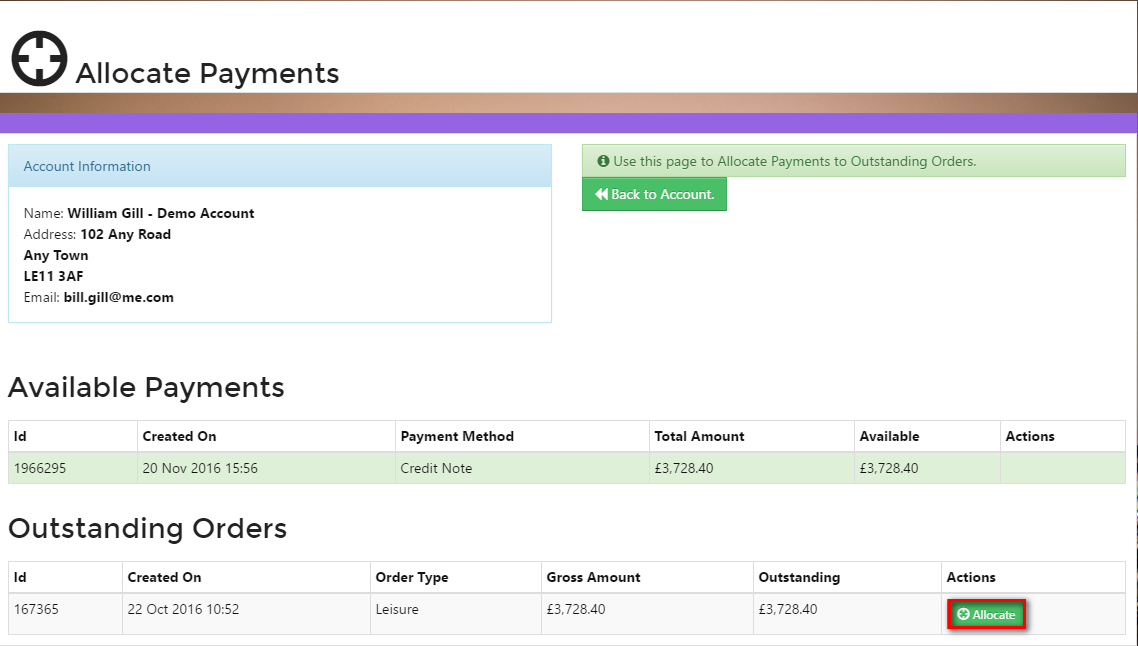 Allocate Payments
Account Information
Name: William Gill - Demo Account
Address: 102 Any Road
Any Town
LE11 3AF
Email: bill.gill@me.com
Use this page to Allocate Payments to Outstanding Orders.
Back to Account.
Available Payments
Id Created On Payment Method Total Amount Available Actions
1966295 20 Nov 2016 15:56 Credit Note £3,728.40 £3,728.40
Outstanding Orders
Id Created On Order Type Gross Amount Outstanding Actions
167365 22 Oct 2016 10:52 Leisure £3,728.40 £3,728.40 Allocate